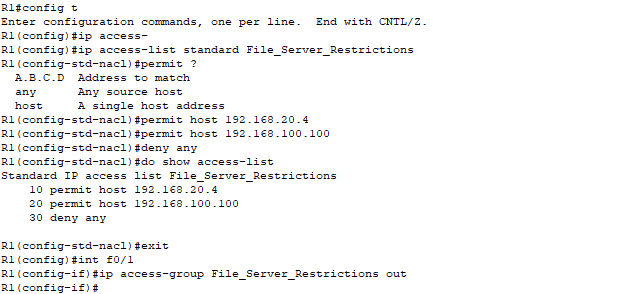 R1#config t
Enter configuration commands, one per line.  End with CNTL/Z.
R1(config)#ip access-
R1(config)#ip access-list standard File_Server_Restrictions
R1(config-std-nacl)#permit ?
  A.B.C.D  Address to match
  any      Any source host
  host     A single host address
R1(config-std-nacl)#permit host 192.168.20.4
R1(config-std-nacl)#permit host 192.168.100.100
R1(config-std-nacl)#deny any
R1(config-std-nacl)#do show access-list
Standard IP access list File_Server_Restrictions
    10 permit host 192.168.20.4
    20 permit host 192.168.100.100
    30 deny any

R1(config-std-nacl)#exit
R1(config)#int f0/1
R1(config-if)#ip access-group File_Server_Restrictions out
R1(config-if)#